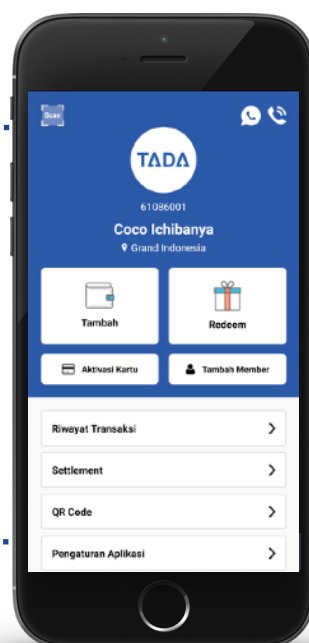 Scan
TADA
61086001
Coco Ichibanya
Grand Indonesia
Tambah
Redeem
Aktivasi Kartu
Tambah Member
Riwayat Transaksi
Settlement
QR Code
Pengaturan Aplikasi